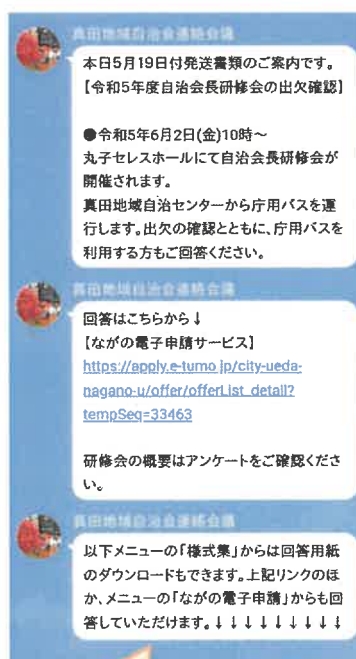 真田地域自治会連絡会議
本日5月19日付発送書類のご案内です。
【令和5年度自治会長研修会の出欠確認】
●令和5年6月2日(金)10時～
丸子セレスホールにて自治会長研修会が
開催されます。
真田地域自治センターから庁用バスを運
行します。出欠の確認とともに、庁用バスを
利用する方もご回答ください。
真田地域自治会連絡会議
回答はこちらから↓
【ながの電子申請サービス】
https://apply.e-tumo.jp/city-ueda-
nagano-u/offer/offerList_detail?
tempSeq=33463
研修会の概要はアンケートをご確認くださ
い。
真田地域自治会連絡会議
以下メニューの「様式集」からは回答用紙
のダウンロードもできます。上記リンクのほ
か、メニューの「ながの電子申請」からも回
答していただけます。↓↓↓↓↓↓↓↓↓